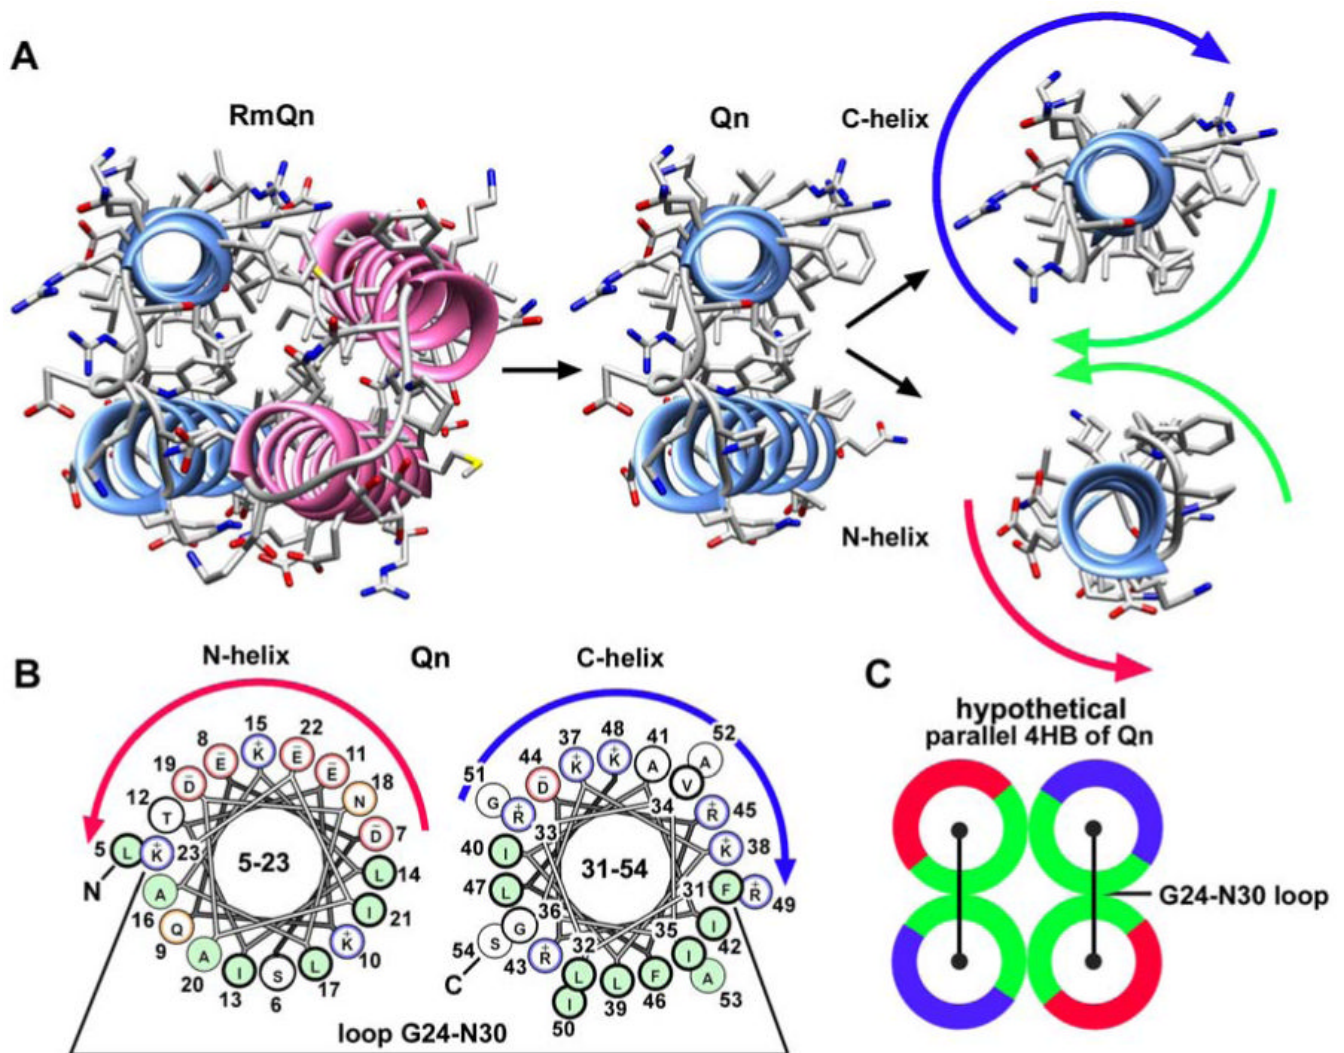 A
RmQn
Qn
C-helix
N-helix
B
N-helix
Qn
C-helix
C
hypothetical
parallel 4HB of Qn
G24-N30 loop
5-23
N
5 L
23 K+
12 T
19 D−
8 E−
15 K+
22 E−
11 E−
18 N
7 D−
14 L
21 I
10 K+
17 L
6 S
13 I
20 A
9 Q
16 A
31-54
51 G
33 R+
44 D−
37 K+
48 K+
41 A
34 V
52 A
45 R+
38 K+
31 F
49 R+
42 I
35 I
53 A
46 F
39 L
32 L
50 I
43 R+
36 G
54 S
C
47 L
40 I
loop G24-N30